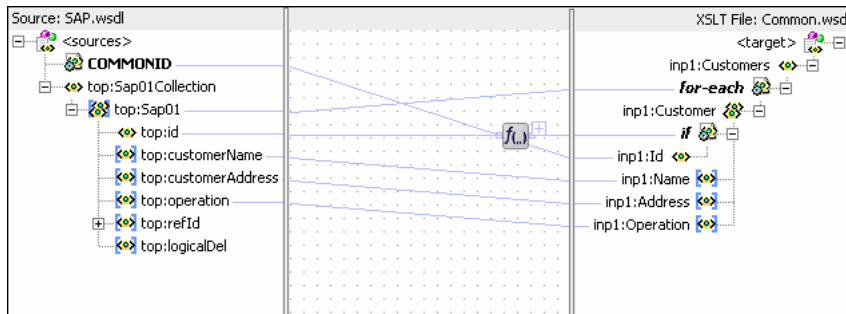 Source: SAP.wsdl
XSLT File: Common.wsd
<sources>
<target>
COMMONID
inp1:Customers
top:Sap01Collection
for-each
top:Sap01
inp1:Customer
top:id
f(..)
if
top:customerName
inp1:Id
top:customerAddress
inp1:Name
top:operation
inp1:Address
top:refId
inp1:Operation
top:logicalDel